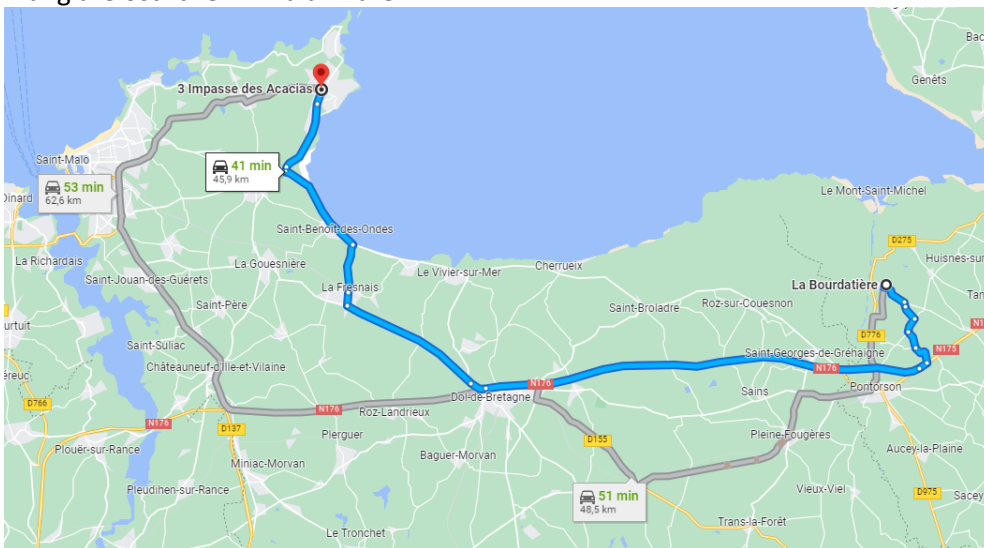 Bac
Genêts
3 Impasse des Acacias
Saint-Malo
41 min
45,9 km
53 min
62,6 km
Dinard
Le Mont-Saint-Michel
Saint-Benoît-des-Ondes
D275
La Richardais
La Gouesnière
Le Vivier-sur-Mer
Cherrueix
Huisnes-sur
Saint-Jouan-des-Guérets
La Fresnais
La Bourdatière
Tan
Saint-Père
Saint-Broladre
Roz-sur-Couesnon
urtuit
D776
N1
Saint-Suliac
Saint-Georges-de-Gréhaigne
N175
Châteauneuf-d'Ille-et-Vilaine
N176
N176
éreuc
Sains
Pontorson
D766
Dol-de-Bretagne
N176
N176
Roz-Landrieux
D137
Plerguer
D155
Pleine-Fougères
Plouër-sur-Rance
Baguer-Morvan
Aucey-la-Plaine
Miniac-Morvan
Pleudihen-sur-Rance
51 min
48,5 km
Vieux-Viel
D975
Sacey
Trans-la-Forêt
Le Tronchet